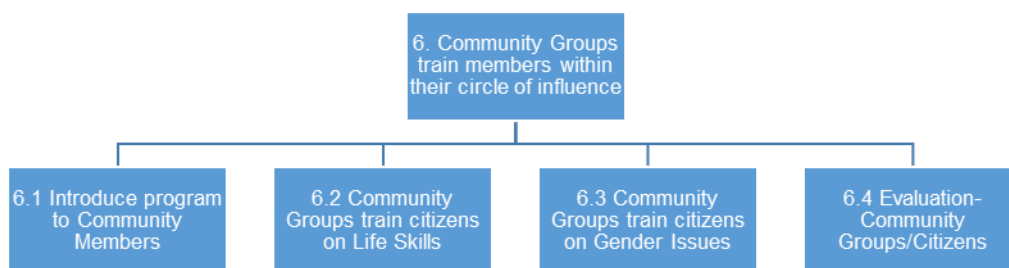 6. Community Groups
train members within
their circle of influence
6.1 Introduce program
to Community
Members
6.2 Community
Groups train citizens
on Life Skills
6.3 Community
Groups train citizens
on Gender Issues
6.4 Evaluation-
Community
Groups/Citizens